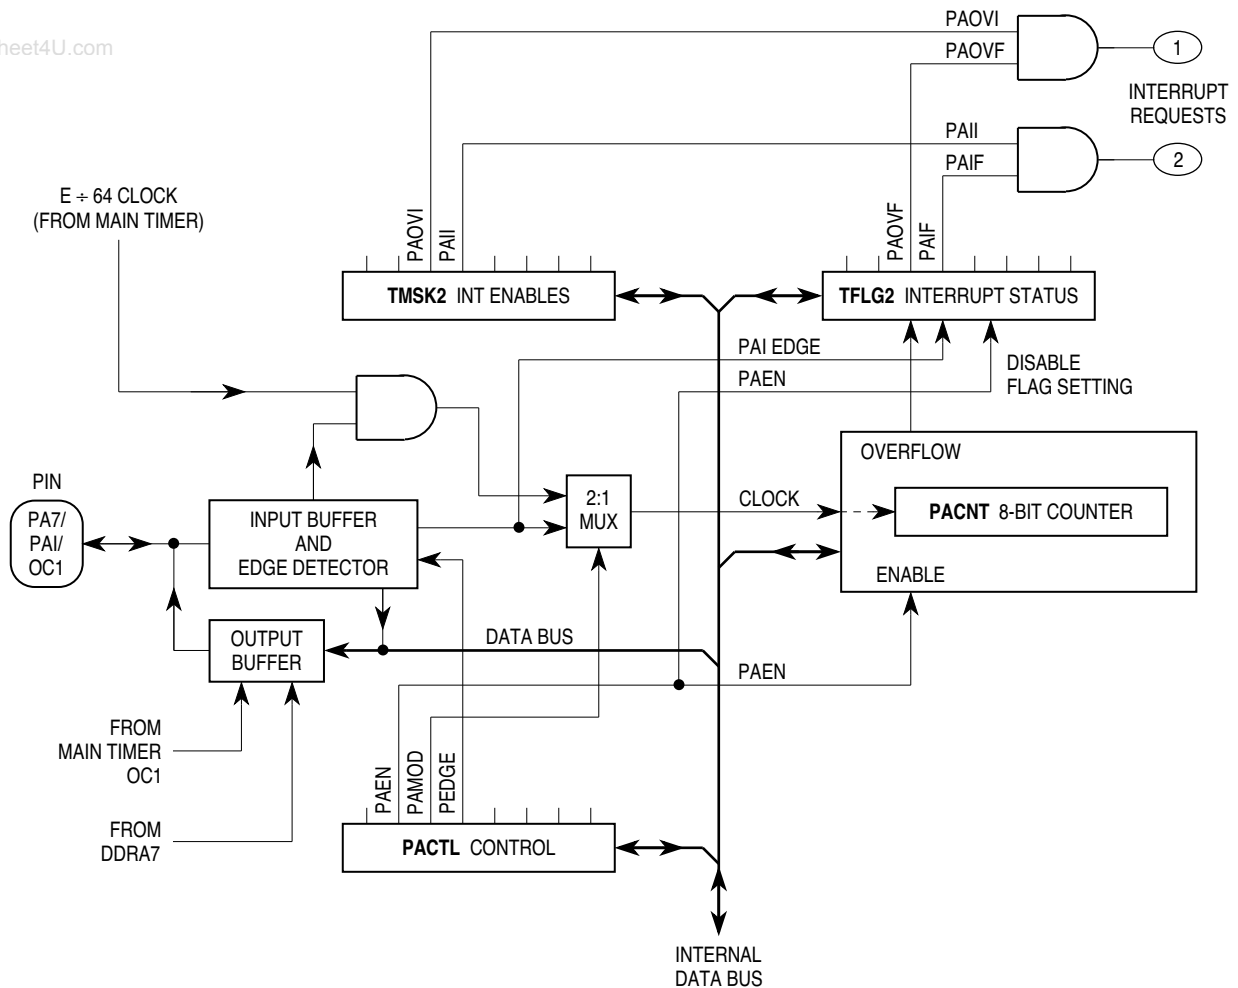 heet4U.com
PAOVI
PAOVF
1
INTERRUPT
REQUESTS
PAII
PAIF
2
E ÷ 64 CLOCK
(FROM MAIN TIMER)
PAOVI
PAII
PAOVF
PAIF
TMSK2 INT ENABLES
TFLG2 INTERRUPT STATUS
PAI EDGE
PAEN
DISABLE
FLAG SETTING
OVERFLOW
PIN
PA7/
PAI/
OC1
INPUT BUFFER
AND
EDGE DETECTOR
2:1
MUX
CLOCK
PACNT 8-BIT COUNTER
ENABLE
OUTPUT
BUFFER
DATA BUS
PAEN
FROM
MAIN TIMER
OC1
FROM
DDRA7
PAEN
PAMOD
PEDGE
PACTL CONTROL
INTERNAL
DATA BUS